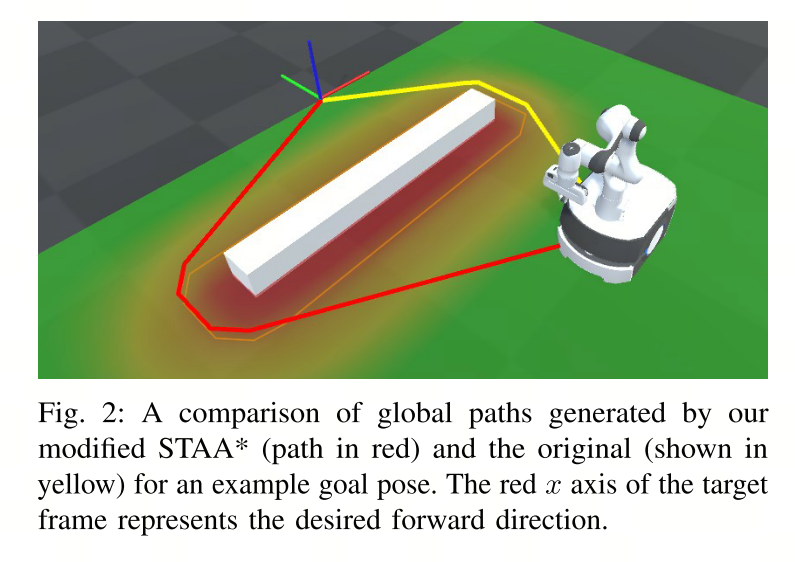 Fig. 2: A comparison of global paths generated by our
modified STAA* (path in red) and the original (shown in
yellow) for an example goal pose. The red x axis of the target
frame represents the desired forward direction.